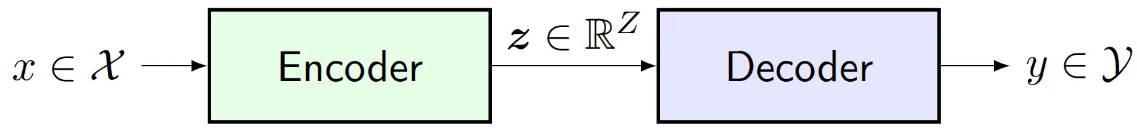 x ∈ 𝒳 Encoder z ∈ ℝ^Z Decoder y ∈ 𝒴